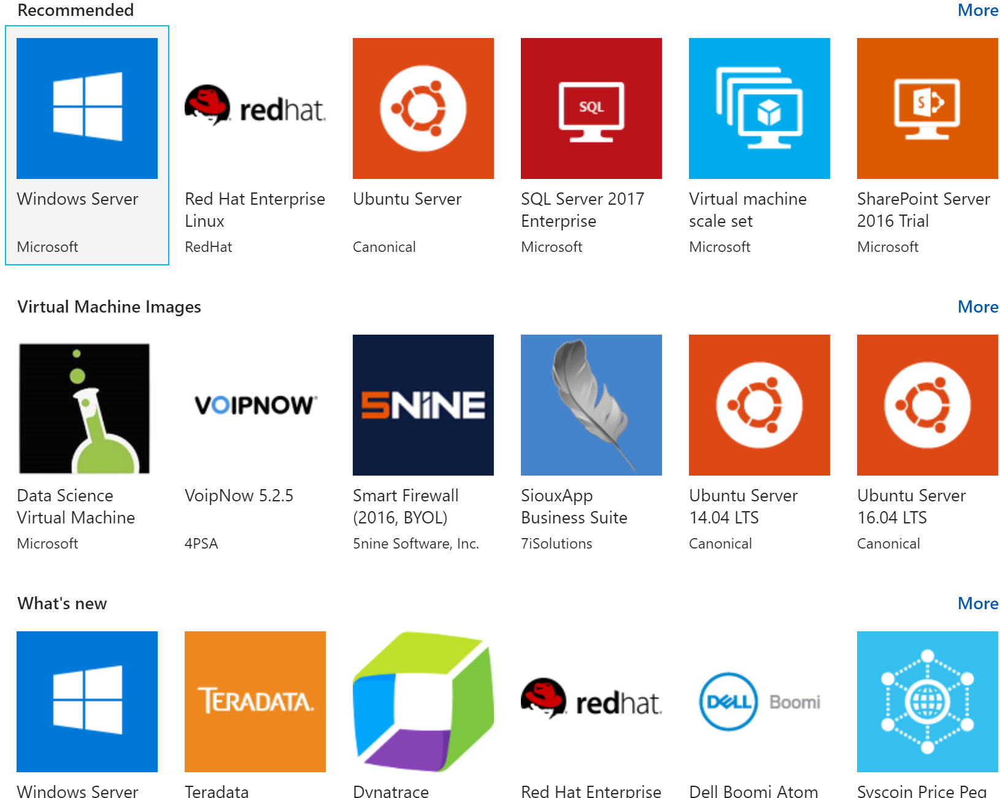 Recommended More
redhat.
SQL
S
Windows Server
Red Hat Enterprise
Linux
Ubuntu Server
SQL Server 2017
Enterprise
Virtual machine
scale set
SharePoint Server
2016 Trial
Microsoft
RedHat
Canonical
Microsoft
Microsoft
Microsoft
Virtual Machine Images More
VOIPNOW
5NINE
Data Science
Virtual Machine
VoipNow 5.2.5
Smart Firewall
(2016, BYOL)
SiouxApp
Business Suite
Ubuntu Server
14.04 LTS
Ubuntu Server
16.04 LTS
Microsoft
4PSA
5nine Software, Inc.
7iSolutions
Canonical
Canonical
What's new More
TERADATA.
redhat.
DELL Boomi
Windows Server
Teradata
Dynatrace
Red Hat Enterprise
Dell Boomi Atom
Syscoin Price Peg